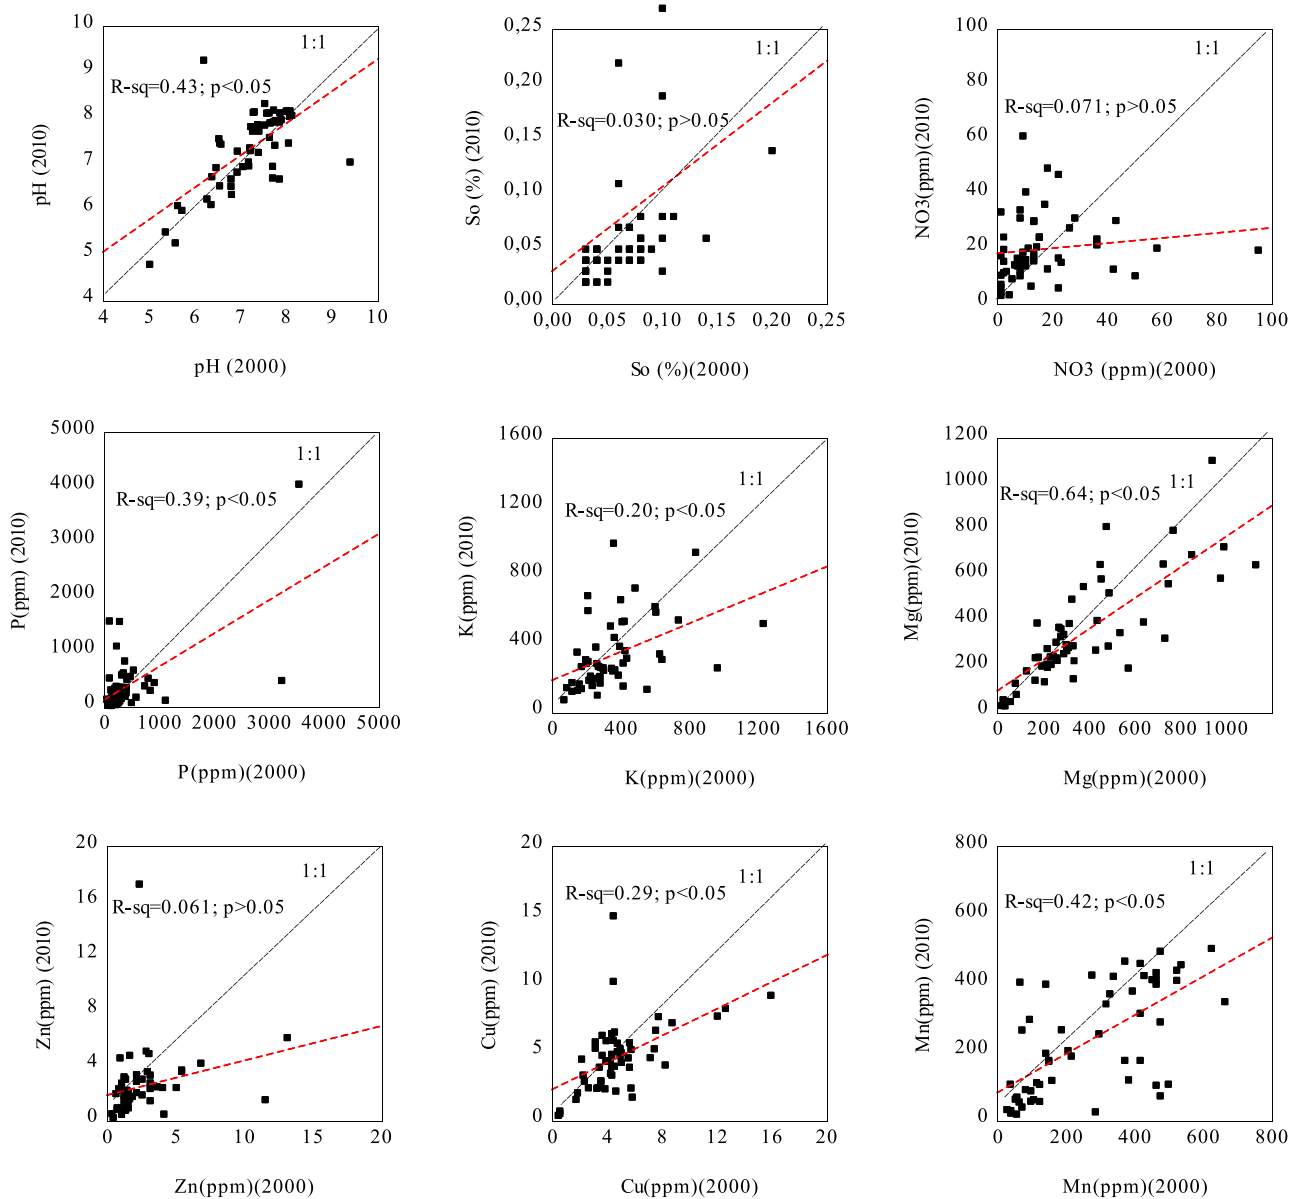 10
9
8
7
6
5
4
pH (2010)
1:1
R-sq=0.43; p<0.05
4 5 6 7 8 9 10
pH (2000)
0,25
0,20
0,15
0,10
0,05
0,00
So (%) (2010)
1:1
R-sq=0.030; p>0.05
0,00 0,05 0,10 0,15 0,20 0,25
So (%)(2000)
100
80
60
40
20
0
NO3(ppm)(2010)
1:1
R-sq=0.071; p>0.05
0 20 40 60 80 100
NO3 (ppm)(2000)
5000
4000
3000
2000
1000
0
P(ppm) (2010)
1:1
R-sq=0.39; p<0.05
0 1000 2000 3000 4000 5000
P(ppm)(2000)
1600
1200
800
400
0
K(ppm) (2010)
1:1
R-sq=0.20; p<0.05
0 400 800 1200 1600
K(ppm)(2000)
1200
1000
800
600
400
200
0
Mg(ppm)(2010)
1:1
R-sq=0.64; p<0.05
0 200 400 600 800 1000
Mg(ppm)(2000)
20
16
12
8
4
0
Zn(ppm) (2010)
1:1
R-sq=0.061; p>0.05
0 5 10 15 20
Zn(ppm)(2000)
20
15
10
5
0
Cu(ppm) (2010)
1:1
R-sq=0.29; p<0.05
0 4 8 12 16 20
Cu(ppm)(2000)
800
600
400
200
0
Mn(ppm) (2010)
1:1
R-sq=0.42; p<0.05
0 200 400 600 800
Mn(ppm)(2000)